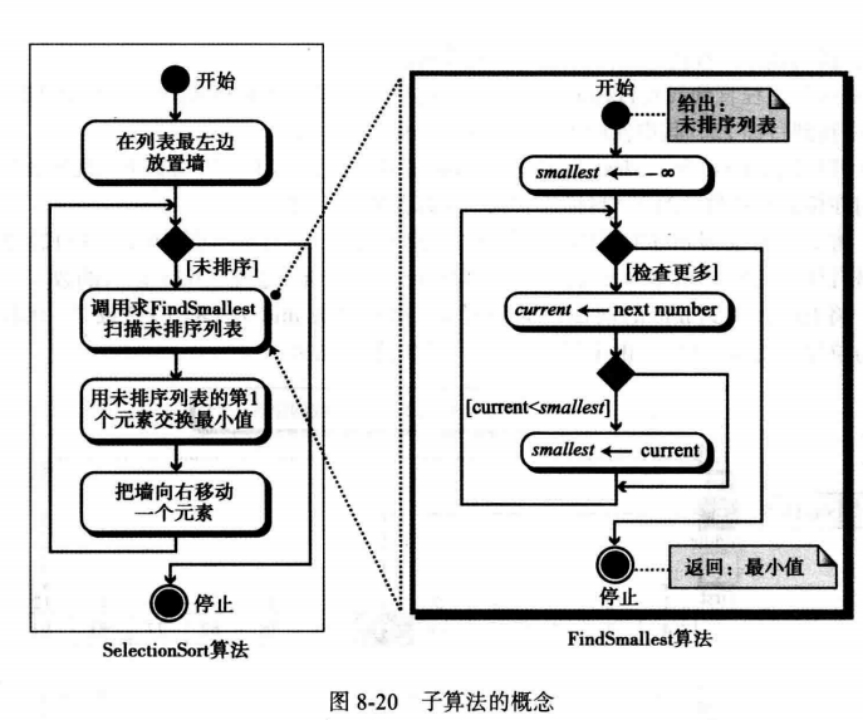 开始
在列表最左边
放置墙
[未排序]
调用求FindSmallest
扫描未排序列表
用未排序列表的第1
个元素交换最小值
把墙向右移动
一个元素
停止
SelectionSort算法
开始
给出：
未排序列表
smallest ← -∞
[检查更多]
current ← next number
[current<smallest]
smallest ← current
返回：最小值
停止
FindSmallest算法
图 8-20 子算法的概念